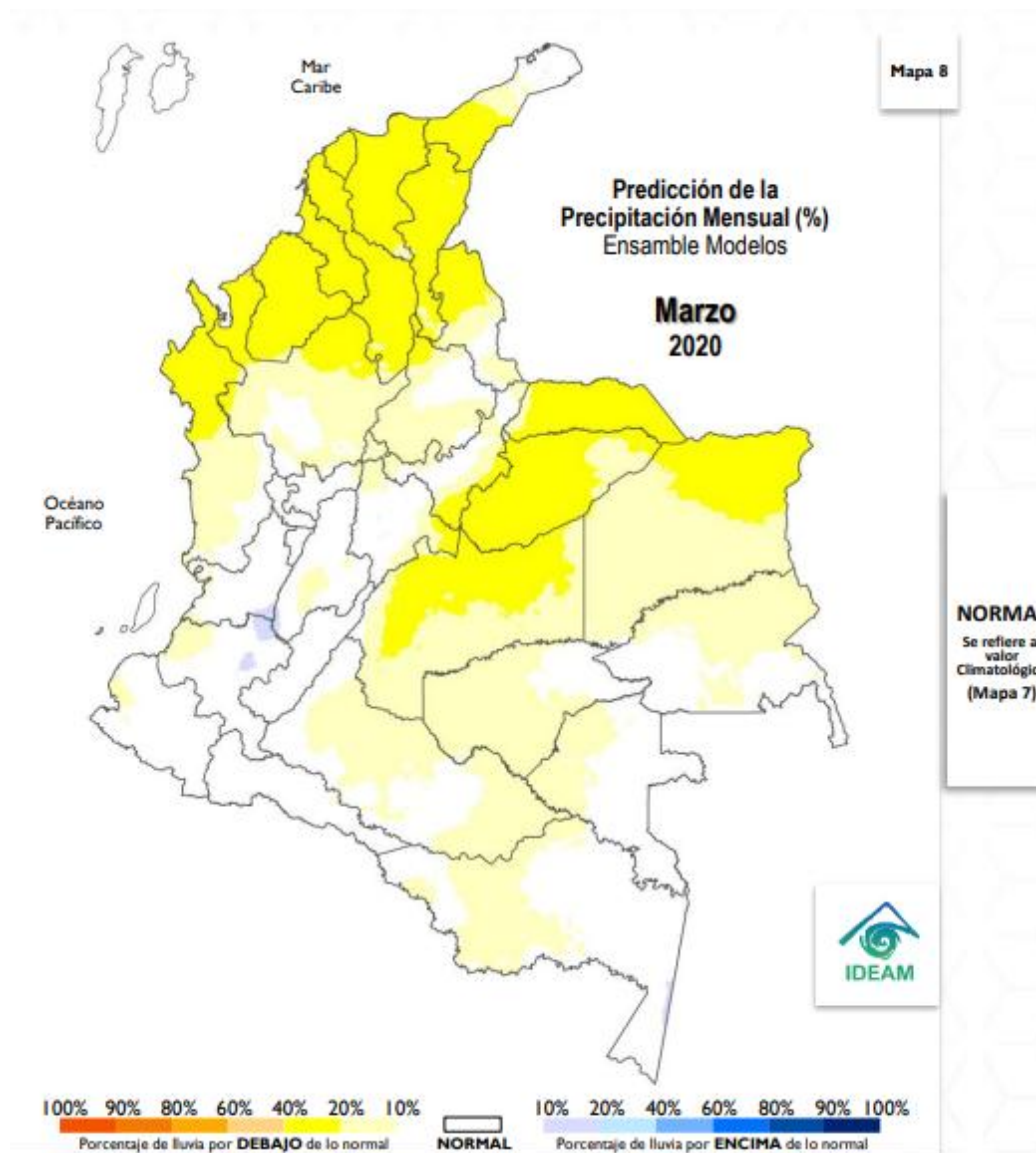 Mar
Caribe
Mapa 8
Predicción de la
Precipitación Mensual (%)
Ensamble Modelos
Marzo
2020
Océano
Pacífico
NORMA
Se refiere a
valor
Climatológic
(Mapa 7)
IDEAM
100% 90% 80% 60% 40% 20% 10%
Porcentaje de lluvia por DEBAJO de lo normal
NORMAL
10% 20% 40% 60% 80% 90% 100%
Porcentaje de lluvia por ENCIMA de lo normal